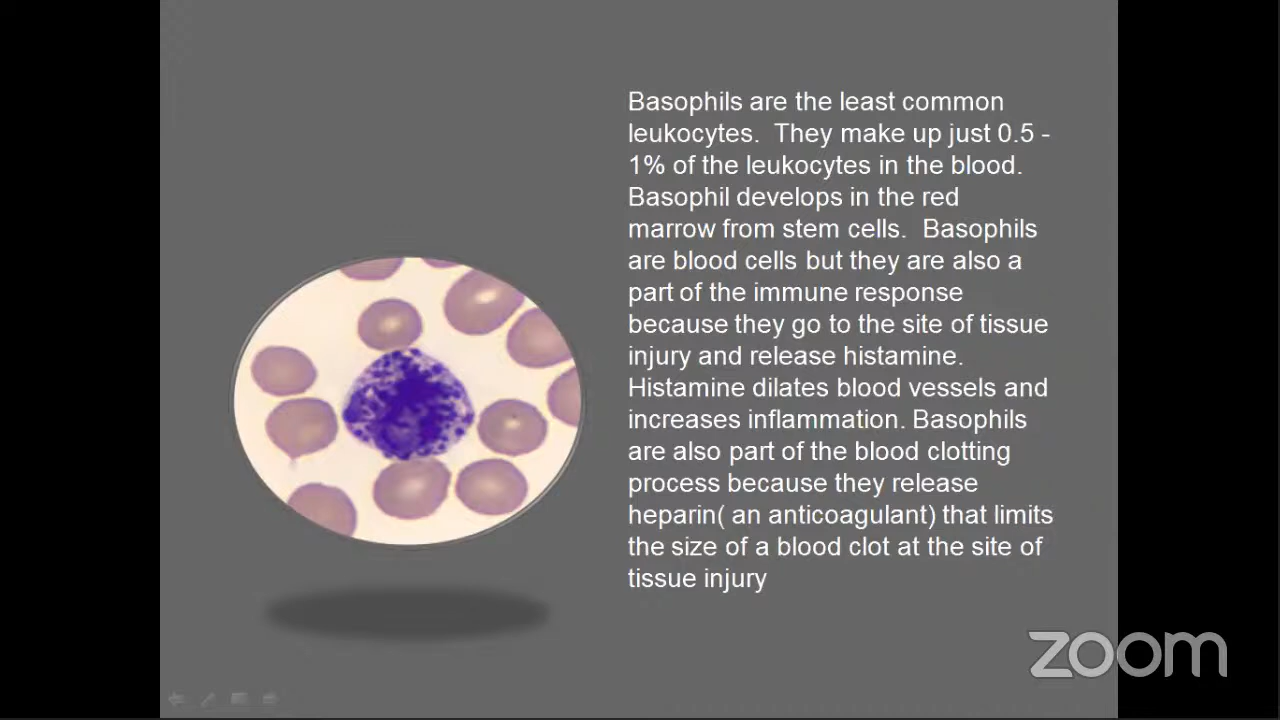 Basophils are the least common
leukocytes.  They make up just 0.5 -
1% of the leukocytes in the blood.
Basophil develops in the red
marrow from stem cells.  Basophils
are blood cells but they are also a
part of the immune response
because they go to the site of tissue
injury and release histamine.
Histamine dilates blood vessels and
increases inflammation. Basophils
are also part of the blood clotting
process because they release
heparin( an anticoagulant) that limits
the size of a blood clot at the site of
tissue injury
zoom